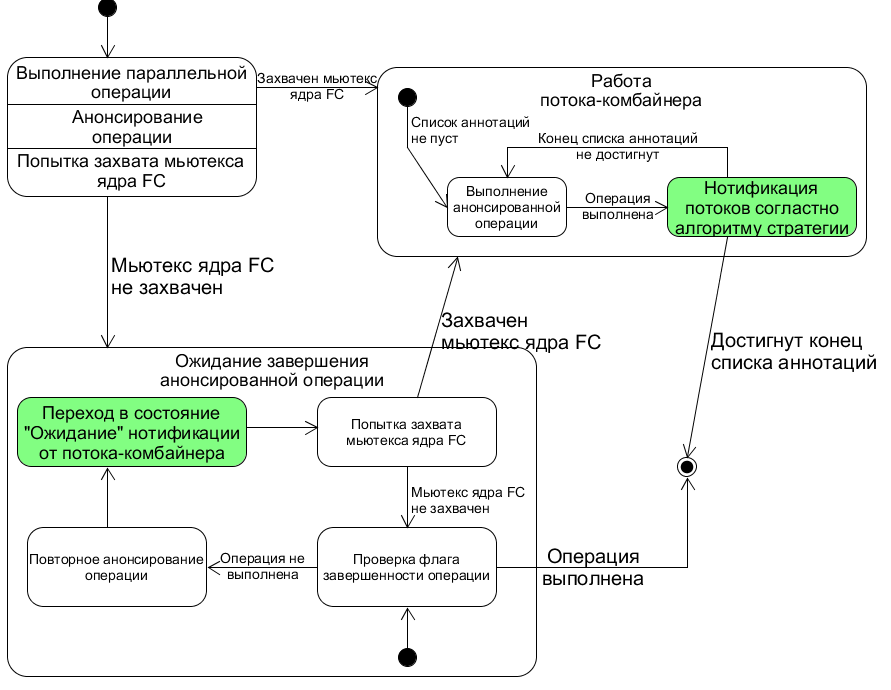 Выполнение параллельной
операции
Анонсирование
операции
Попытка захвата мьютекса
ядра FC
Захвачен мьютекс
ядра FC
Работа
потока-комбайнера
Список аннотаций
не пуст
Конец списка аннотаций
не достигнут
Выполнение
анонсированной
операции
Операция
выполнена
Нотификация
потоков согластно
алгоритму стратегии
Мьютекс ядра FC
не захвачен
Захвачен
мьютекс ядра FC
Достигнут конец
списка аннотаций
Ожидание завершения
анонсированной операции
Переход в состояние
"Ожидание" нотификации
от потока-комбайнера
Попытка захвата
мьютекса ядра FC
Мьютекс ядра FC
не захвачен
Повторное анонсирование
операции
Операция не
выполнена
Проверка флага
завершенности операции
Операция
выполнена